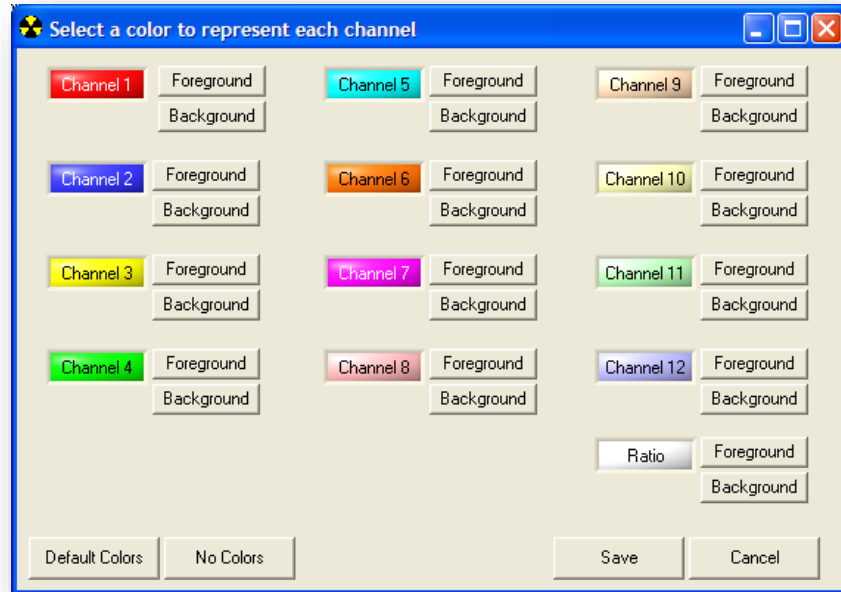 Select a color to represent each channel
Channel 1 Foreground Channel 5 Foreground Channel 9 Foreground
Background Background Background
Channel 2 Foreground Channel 6 Foreground Channel 10 Foreground
Background Background Background
Channel 3 Foreground Channel 7 Foreground Channel 11 Foreground
Background Background Background
Channel 4 Foreground Channel 8 Foreground Channel 12 Foreground
Background Background Background
Ratio Foreground
Background
Default Colors No Colors Save Cancel